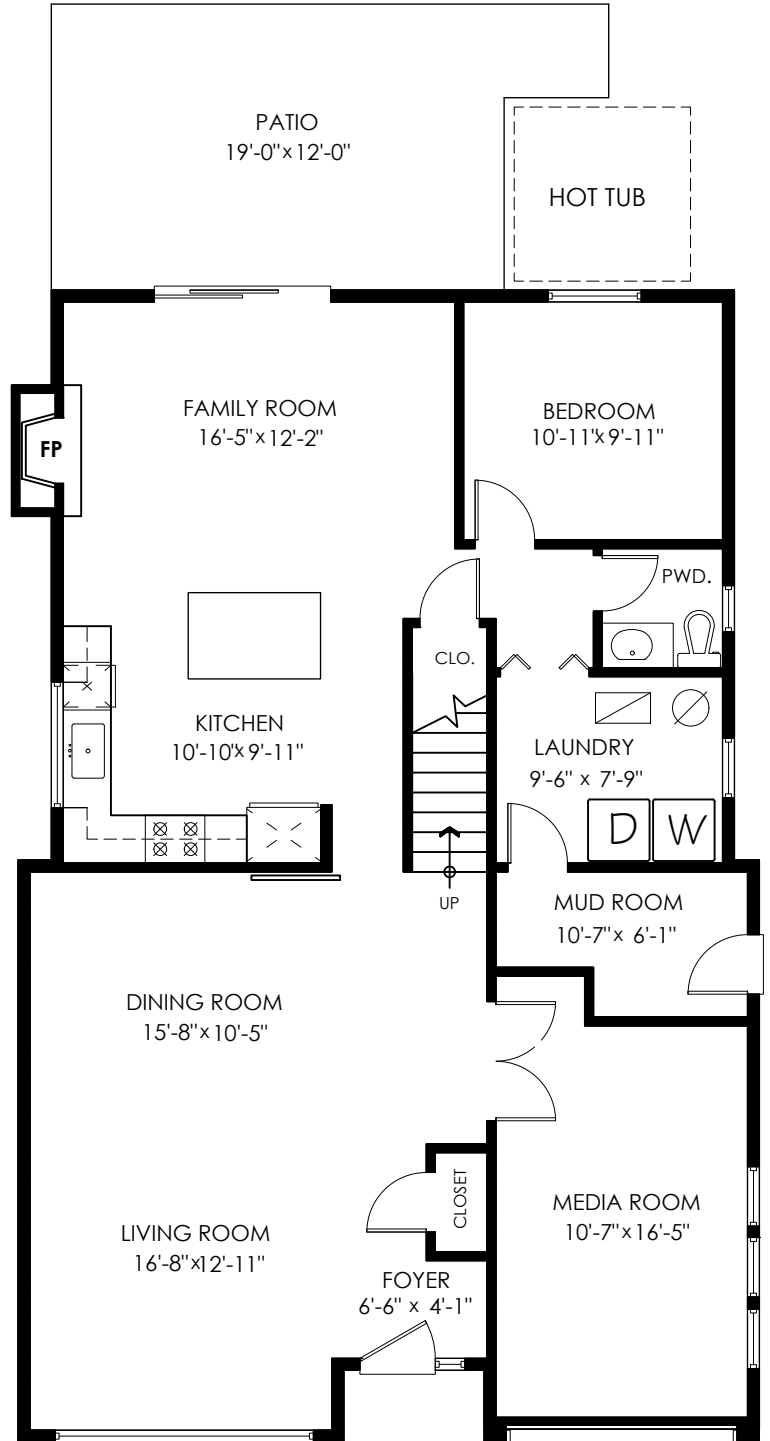 PATIO
19'-0"x12'-0"
HOT TUB
FAMILY ROOM
16'-5"x12'-2"
BEDROOM
10'-11'x9'-11"
FP
PWD.
CLO.
KITCHEN
10'-10'x9'-11"
LAUNDRY
9'-6" x 7'-9"
D W
UP
MUD ROOM
10'-7"x 6'-1"
DINING ROOM
15'-8"x10'-5"
CLOSET
MEDIA ROOM
10'-7"x16'-5"
LIVING ROOM
16'-8"x12'-11"
FOYER
6'-6" x 4'-1"